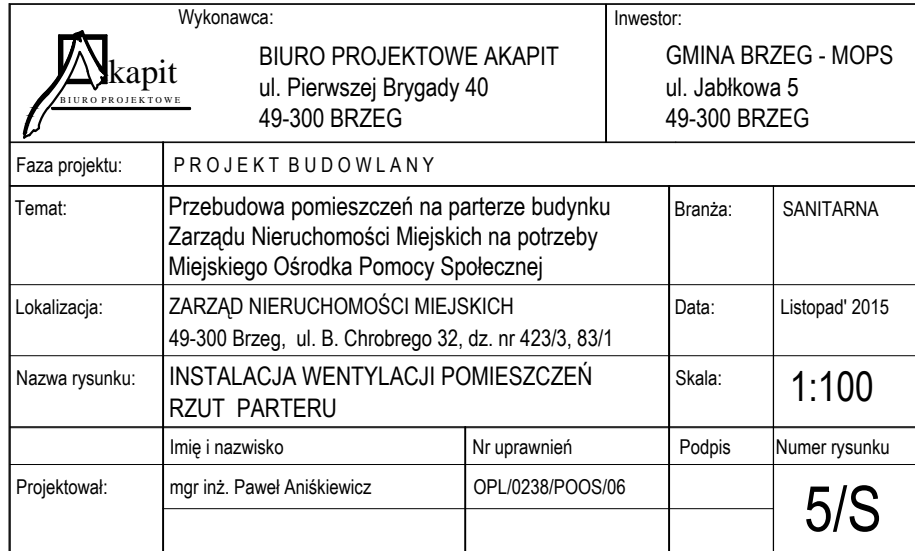 Wykonawca:
Akapit
BIURO PROJEKTOWE
BIURO PROJEKTOWE AKAPIT
ul. Pierwszej Brygady 40
49-300 BRZEG
Inwestor:
GMINA BRZEG - MOPS
ul. Jabłkowa 5
49-300 BRZEG
Faza projektu: PROJEKT BUDOWLANY
Temat: Przebudowa pomieszczeń na parterze budynku
Zarządu Nieruchomości Miejskich na potrzeby
Miejskiego Ośrodka Pomocy Społecznej
Branża: SANITARNA
Lokalizacja: ZARZĄD NIERUCHOMOŚCI MIEJSKICH
49-300 Brzeg, ul. B. Chrobrego 32, dz. nr 423/3, 83/1
Data: Listopad' 2015
Nazwa rysunku: INSTALACJA WENTYLACJI POMIESZCZEŃ
RZUT PARTERU
Skala: 1:100
Imię i nazwisko Nr uprawnień Podpis Numer rysunku
Projektował: mgr inż. Paweł Aniśkiewicz OPL/0238/POOS/06 5/S